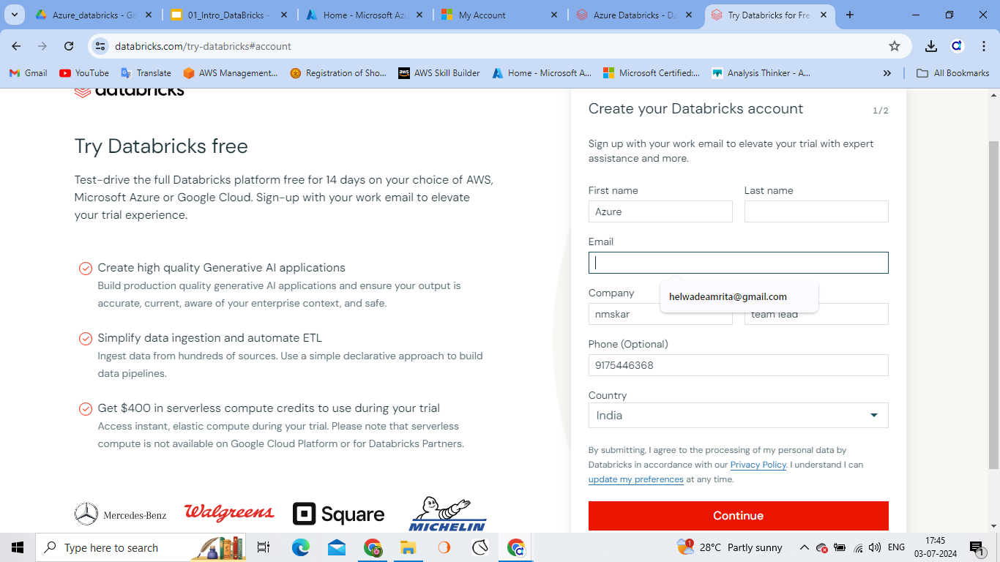 Azure_databricks - Go
01_Intro_DataBricks -
Home - Microsoft Azu
My Account
Azure Databricks - Da
Try Databricks for Fre
databricks.com/try-databricks#account
Gmail
YouTube
Translate
AWS Management...
Registration of Sho...
aws
AWS Skill Builder
Home - Microsoft A...
Microsoft Certified:...
Analysis Thinker - A...
All Bookmarks
databricks
Try Databricks free
Test-drive the full Databricks platform free for 14 days on your choice of AWS,
Microsoft Azure or Google Cloud. Sign-up with your work email to elevate
your trial experience.
Create high quality Generative AI applications
Build production quality generative AI applications and ensure your output is
accurate, current, aware of your enterprise context, and safe.
Simplify data ingestion and automate ETL
Ingest data from hundreds of sources. Use a simple declarative approach to build
data pipelines.
Get $400 in serverless compute credits to use during your trial
Access instant, elastic compute during your trial. Please note that serverless
compute is not available on Google Cloud Platform or for Databricks Partners.
Mercedes-Benz
Walgreens
Square
MICHELIN
Create your Databricks account
1/2
Sign up with your work email to elevate your trial with expert
assistance and more.
First name
Last name
Azure
Email
helwadeamrita@gmail.com
Company
nmskar
team lead
Phone (Optional)
9175446368
Country
India
By submitting, I agree to the processing of my personal data by
Databricks in accordance with our Privacy Policy. I understand I can
update my preferences at any time.
Continue
Type here to search
1
28°C Partly sunny
ENG
17:45
03-07-2024
1